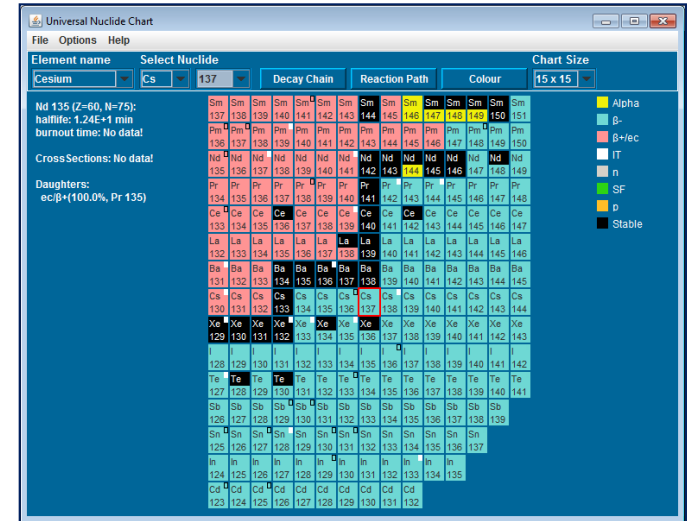 Universal Nuclide Chart
File Options Help
Element name Select Nuclide Chart Size
Cesium Cs 137 Decay Chain Reaction Path Colour 15 x 15
Nd 135 (Z=60, N=75):
halflife: 1.24E+1 min
burnout time: No data!
Cross Sections: No data!
Daughters:
ec/β+(100.0%, Pr 135)
Sm Sm Sm Sm Sm Sm Sm Sm Sm Sm Sm Sm Sm Sm Sm
137 138 139 140 141 142 143 144 145 146 147 148 149 150 151
Pm Pm Pm Pm Pm Pm Pm Pm Pm Pm Pm Pm Pm Pm Pm
136 137 138 139 140 141 142 143 144 145 146 147 148 149 150
Nd Nd Nd Nd Nd Nd Nd Nd Nd Nd Nd Nd Nd Nd Nd
135 136 137 138 139 140 141 142 143 144 145 146 147 148 149
Pr Pr Pr Pr Pr Pr Pr Pr Pr Pr Pr Pr Pr Pr Pr
134 135 136 137 138 139 140 141 142 143 144 145 146 147 148
Ce Ce Ce Ce Ce Ce Ce Ce Ce Ce Ce Ce Ce Ce Ce
133 134 135 136 137 138 139 140 141 142 143 144 145 146 147
La La La La La La La La La La La La La La La
132 133 134 135 136 137 138 139 140 141 142 143 144 145 146
Ba Ba Ba Ba Ba Ba Ba Ba Ba Ba Ba Ba Ba Ba Ba
131 132 133 134 135 136 137 138 139 140 141 142 143 144 145
Cs Cs Cs Cs Cs Cs Cs Cs Cs Cs Cs Cs Cs Cs Cs
130 131 132 133 134 135 136 137 138 139 140 141 142 143 144
Xe Xe Xe Xe Xe Xe Xe Xe Xe Xe Xe Xe Xe Xe Xe
129 130 131 132 133 134 135 136 137 138 139 140 141 142 143
I I I I I I I I I I I I I I I
128 129 130 131 132 133 134 135 136 137 138 139 140 141 142
Te Te Te Te Te Te Te Te Te Te Te Te Te Te Te
127 128 129 130 131 132 133 134 135 136 137 138 139 140 141
Sb Sb Sb Sb Sb Sb Sb Sb Sb Sb Sb Sb Sb Sb
126 127 128 129 130 131 132 133 134 135 136 137 138 139
Sn Sn Sn Sn Sn Sn Sn Sn Sn Sn Sn Sn Sn
125 126 127 128 129 130 131 132 133 134 135 136 137
In In In In In In In In In In In In
124 125 126 127 128 129 130 131 132 133 134 135
Cd Cd Cd Cd Cd Cd Cd Cd Cd Cd
123 124 125 126 127 128 129 130 131 132
Alpha
β-
β+/ec
IT
n
SF
p
Stable